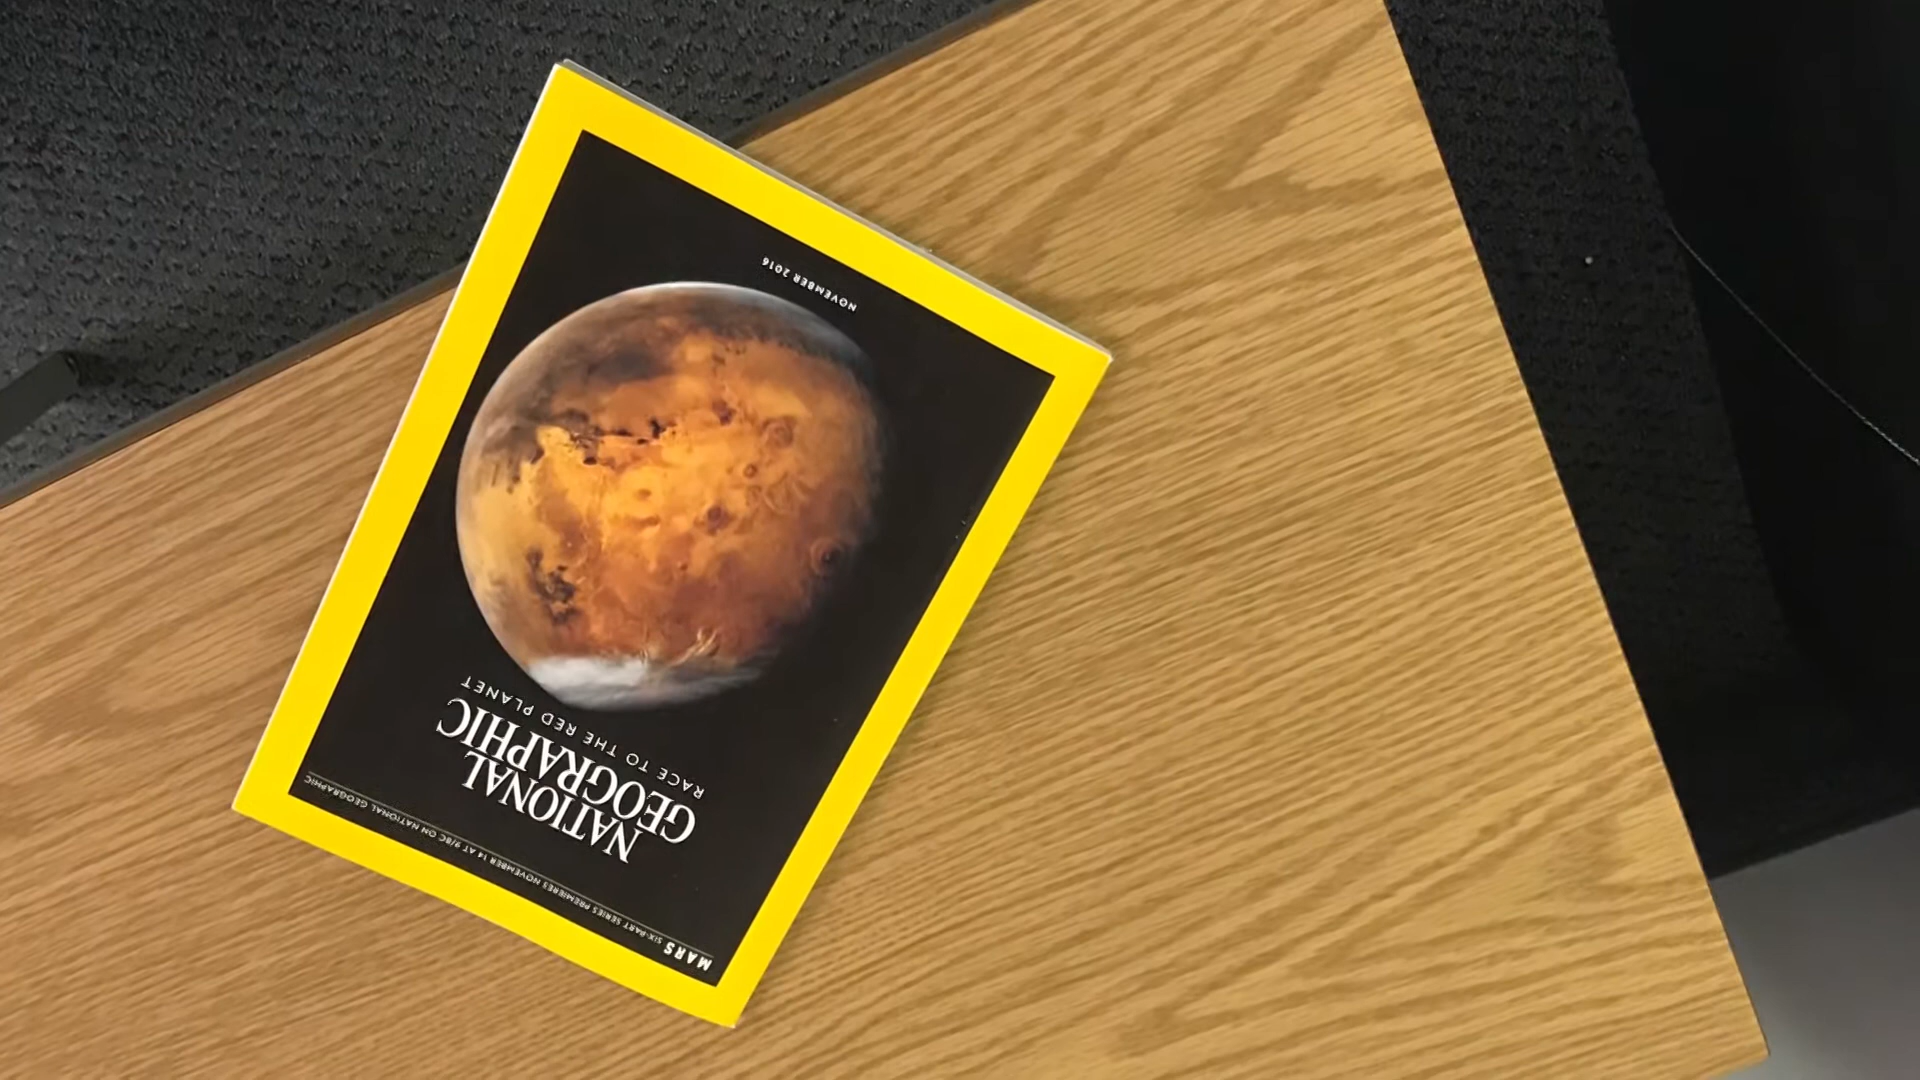 MARS SIX-PART SERIES PREMIERES NOVEMBER 14 AT 9/8C ON NATIONAL GEOGRAPHIC
NATIONAL
GEOGRAPHIC
RACE TO THE RED PLANET
NOVEMBER 2016